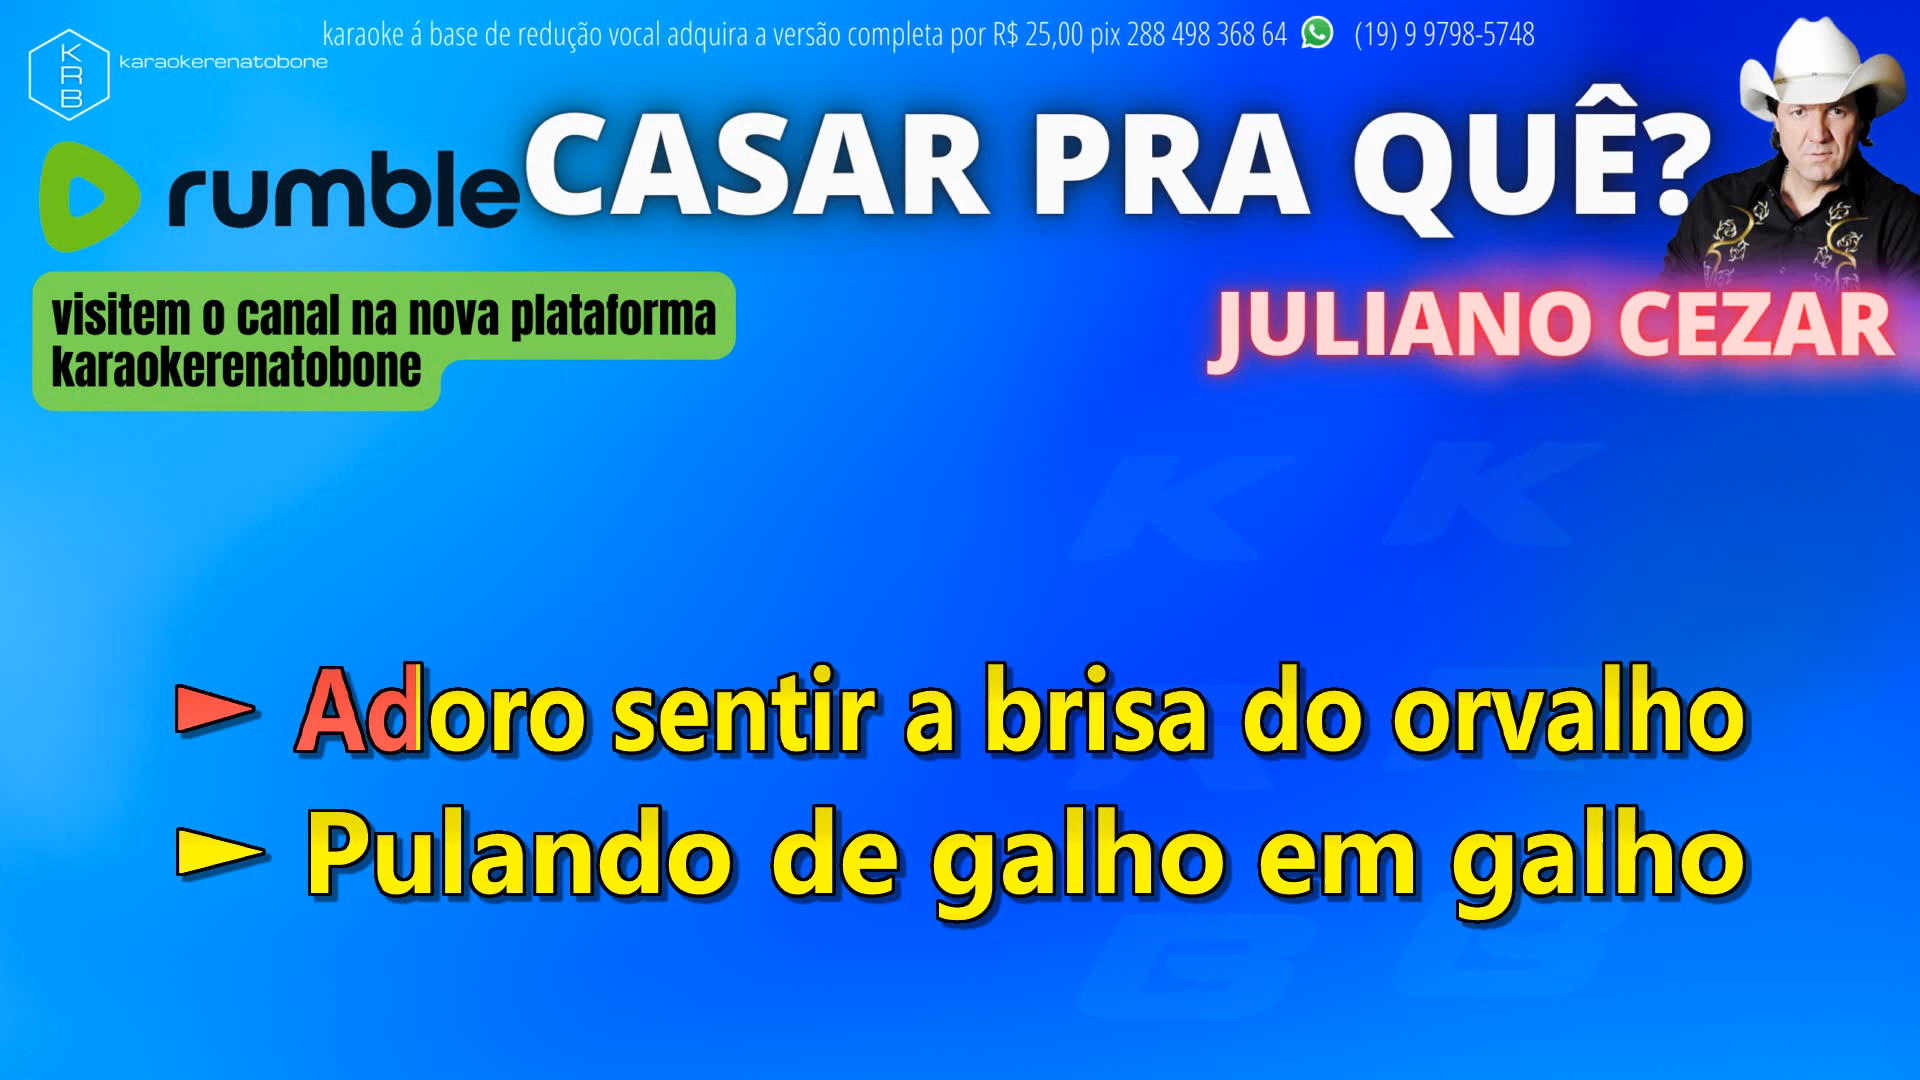 karaoke á base de redução vocal adquira a versão completa por R$ 25,00 pix 288 498 368 64 (19) 9 9798-5748
KRB karaokerenatobone
rumble CASAR PRA QUÊ?
visitem o canal na nova plataforma
karaokerenatobone
JULIANO CEZAR
K K
R R
B B
► Adoro sentir a brisa do orvalho
► Pulando de galho em galho